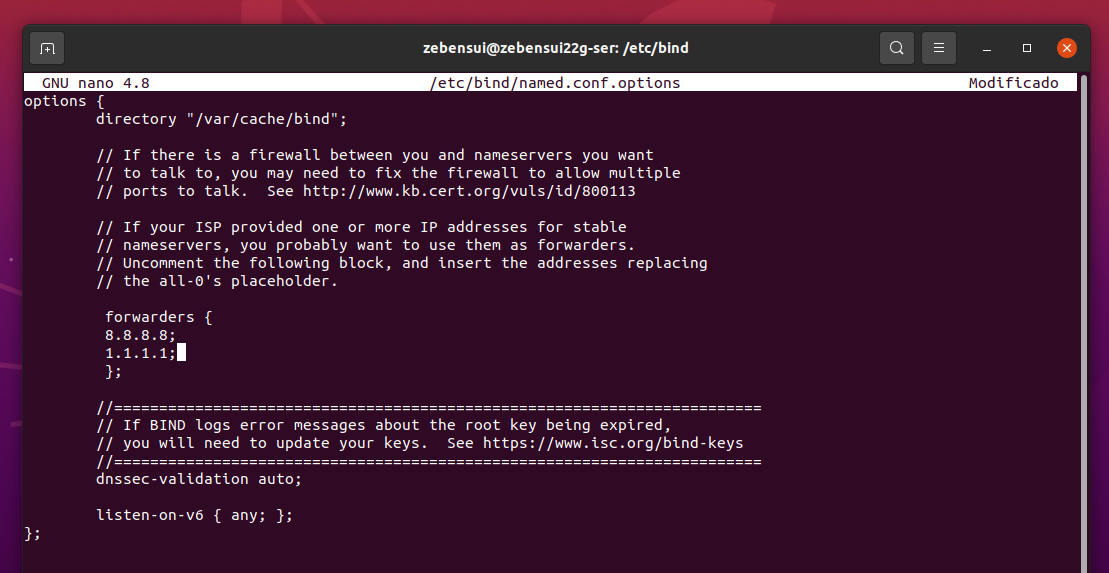 zebensui@zebensui22g-ser: /etc/bind
GNU nano 4.8 /etc/bind/named.conf.options Modificado
options {
directory "/var/cache/bind";
// If there is a firewall between you and nameservers you want
// to talk to, you may need to fix the firewall to allow multiple
// ports to talk.  See http://www.kb.cert.org/vuls/id/800113
// If your ISP provided one or more IP addresses for stable
// nameservers, you probably want to use them as forwarders.
// Uncomment the following block, and insert the addresses replacing
// the all-0's placeholder.
forwarders {
8.8.8.8;
1.1.1.1;
};
//========================================================================
// If BIND logs error messages about the root key being expired,
// you will need to update your keys.  See https://www.isc.org/bind-keys
//========================================================================
dnssec-validation auto;
listen-on-v6 { any; };
};